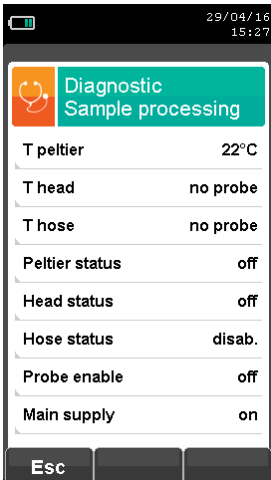 29/04/16
15:27
Diagnostic
Sample processing
T peltier 22°C
T head no probe
T hose no probe
Peltier status off
Head status off
Hose status disab.
Probe enable off
Main supply on
Esc